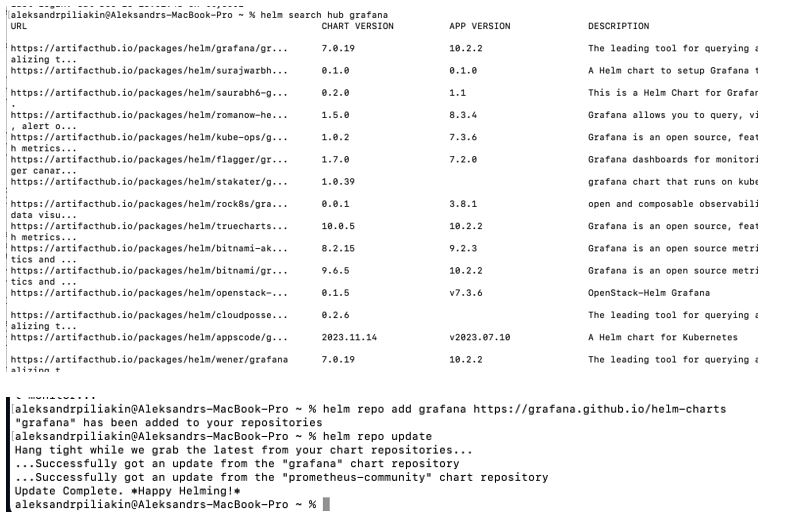 [aleksandrpiliakin@Aleksandrs-MacBook-Pro ~ % helm search hub grafana
URL CHART VERSION APP VERSION DESCRIPTION
https://artifacthub.io/packages/helm/grafana/gr... 7.0.19 10.2.2 The leading tool for querying a
alizing t...
https://artifacthub.io/packages/helm/surajwarbh... 0.1.0 0.1.0 A Helm chart to setup Grafana t
https://artifacthub.io/packages/helm/saurabh6-g... 0.2.0 1.1 This is a Helm Chart for Grafan
.
https://artifacthub.io/packages/helm/romanow-he... 1.5.0 8.3.4 Grafana allows you to query, vi
, alert o...
https://artifacthub.io/packages/helm/kube-ops/g... 1.0.2 7.3.6 Grafana is an open source, feat
h metrics...
https://artifacthub.io/packages/helm/flagger/gr... 1.7.0 7.2.0 Grafana dashboards for monitori
ger canar...
https://artifacthub.io/packages/helm/stakater/g... 1.0.39 grafana chart that runs on kube
https://artifacthub.io/packages/helm/rock8s/gra... 0.0.1 3.8.1 open and composable observabili
data visu...
https://artifacthub.io/packages/helm/truecharts... 10.0.5 10.2.2 Grafana is an open source, feat
h metrics...
https://artifacthub.io/packages/helm/bitnami-ak... 8.2.15 9.2.3 Grafana is an open source metri
tics and ...
https://artifacthub.io/packages/helm/bitnami/gr... 9.6.5 10.2.2 Grafana is an open source metri
tics and ...
https://artifacthub.io/packages/helm/openstack-... 0.1.5 v7.3.6 OpenStack-Helm Grafana
https://artifacthub.io/packages/helm/cloudposse... 0.2.6 The leading tool for querying a
alizing t...
https://artifacthub.io/packages/helm/appscode/g... 2023.11.14 v2023.07.10 A Helm chart for Kubernetes
https://artifacthub.io/packages/helm/wener/grafana 7.0.19 10.2.2 The leading tool for querying a
alizing t
[aleksandrpiliakin@Aleksandrs-MacBook-Pro ~ % helm repo add grafana https://grafana.github.io/helm-charts
"grafana" has been added to your repositories
[aleksandrpiliakin@Aleksandrs-MacBook-Pro ~ % helm repo update
Hang tight while we grab the latest from your chart repositories...
...Successfully got an update from the "grafana" chart repository
...Successfully got an update from the "prometheus-community" chart repository
Update Complete. *Happy Helming!*
aleksandrpiliakin@Aleksandrs-MacBook-Pro ~ %